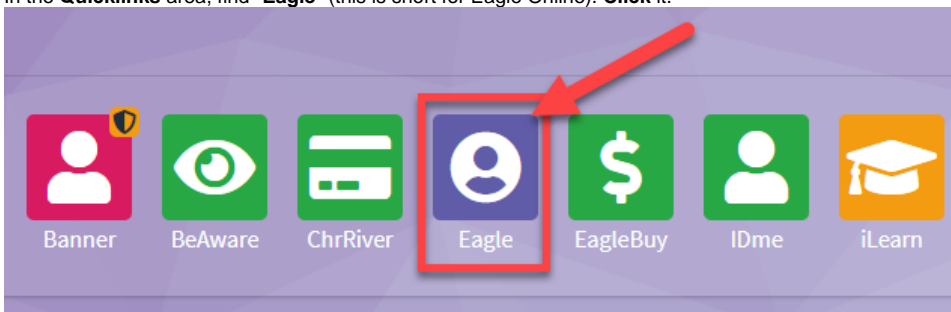 In the Quicklinks area, find "Eagle" (this is short for Eagle Online). Click it.
Banner BeAware ChrRiver Eagle EagleBuy IDme iLearn